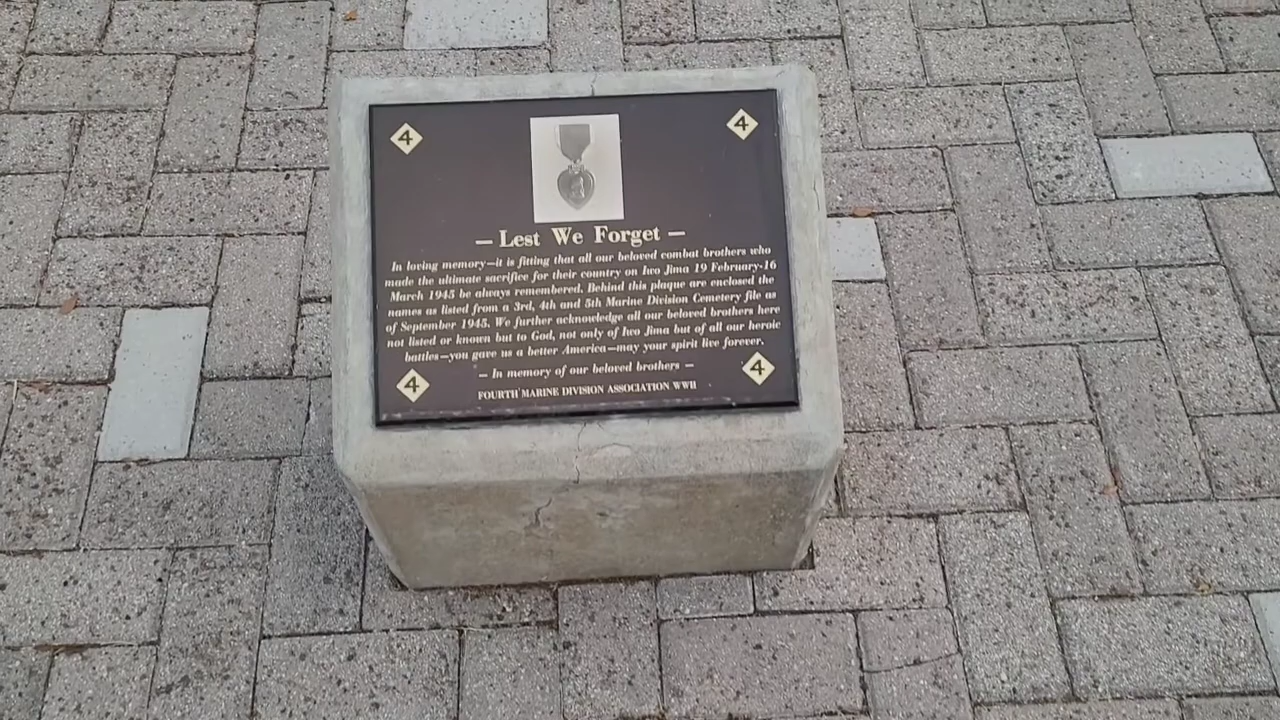 4 4
— Lest We Forget —
In loving memory—it is fitting that all our beloved combat brothers who
made the ultimate sacrifice for their country on Iwo Jima 19 February-16
March 1945 be always remembered. Behind this plaque are enclosed the
names as listed from a 3rd, 4th and 5th Marine Division Cemetery file as
of September 1945. We further acknowledge all our beloved brothers here
not listed or known but to God, not only of Iwo Jima but of all our heroic
battles—you gave us a better America—may your spirit live forever.
— In memory of our beloved brothers —
4 4
FOURTH MARINE DIVISION ASSOCIATION WWII